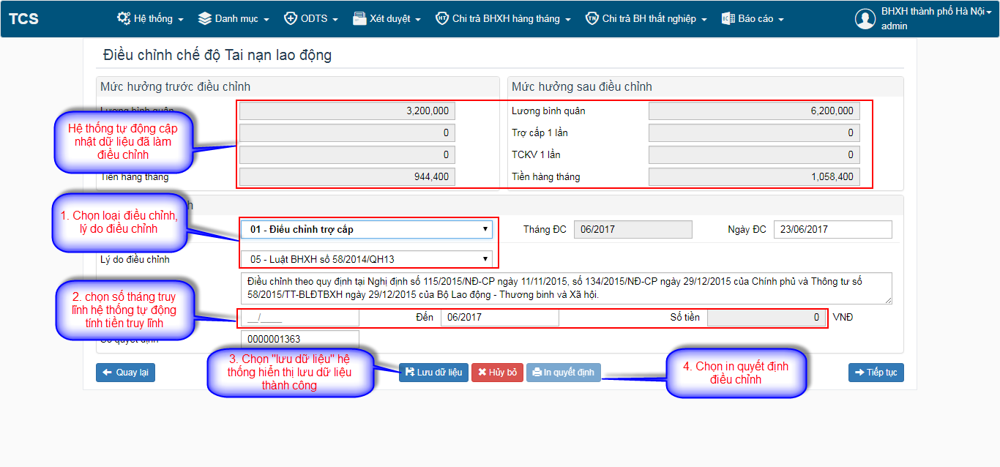 TCS
Hệ thống
Danh mục
ODTS
Xét duyệt
Chi trả BHXH hàng tháng
Chi trả BH thất nghiệp
Báo cáo
BHXH thành phố Hà Nội
admin
Điều chỉnh chế độ Tai nạn lao động
Mức hưởng trước điều chỉnh
Mức hưởng sau điều chỉnh
Lương bình quân
3,200,000
Lương bình quân
6,200,000
Hệ thống tự động cập
nhật dữ liệu đã làm
điều chỉnh
0
Trợ cấp 1 lần
0
0
TCKV 1 lần
0
Tiền hàng tháng
944,400
Tiền hàng tháng
1,058,400
1. Chọn loại điều chỉnh,
lý do điều chỉnh
01 - Điều chỉnh trợ cấp
Tháng ĐC
06/2017
Ngày ĐC
23/06/2017
Lý do điều chỉnh
05 - Luật BHXH số 58/2014/QH13
Điều chỉnh theo quy định tại Nghị định số 115/2015/NĐ-CP ngày 11/11/2015, số 134/2015/NĐ-CP ngày 29/12/2015 của Chính phủ và Thông tư số
58/2015/TT-BLĐTBXH ngày 29/12/2015 của Bộ Lao động - Thương binh và Xã hội.
2. chọn số tháng truy
lĩnh hệ thống tự động
tính tiền truy lĩnh
__/____
Đến
06/2017
Số tiền
0
VNĐ
Số quyết định
0000001363
Quay lại
3. Chọn "lưu dữ liệu" hệ
thống hiển thị lưu dữ liệu
thành công
Lưu dữ liệu
Hủy bỏ
In quyết định
4. Chọn in quyết định
điều chỉnh
Tiếp tục